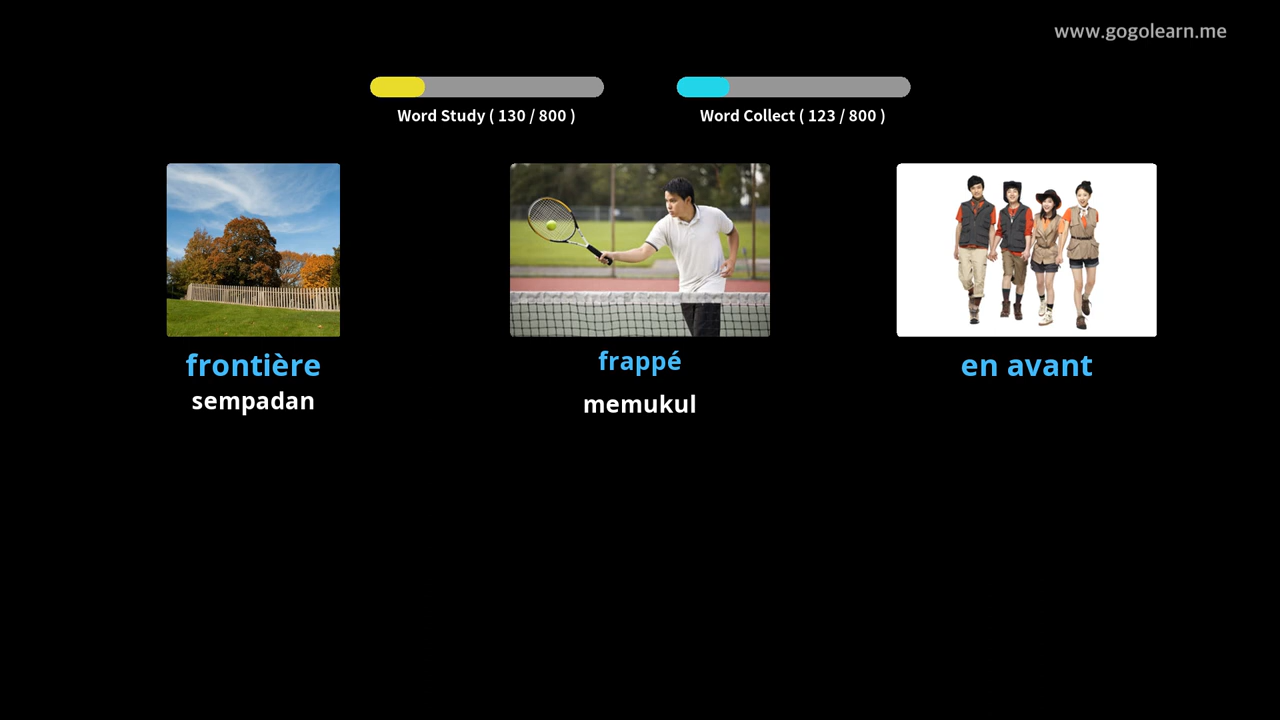 www.gogolearn.me
Word Study ( 130 / 800 )
Word Collect ( 123 / 800 )
frontière
sempadan
frappé
memukul
en avant